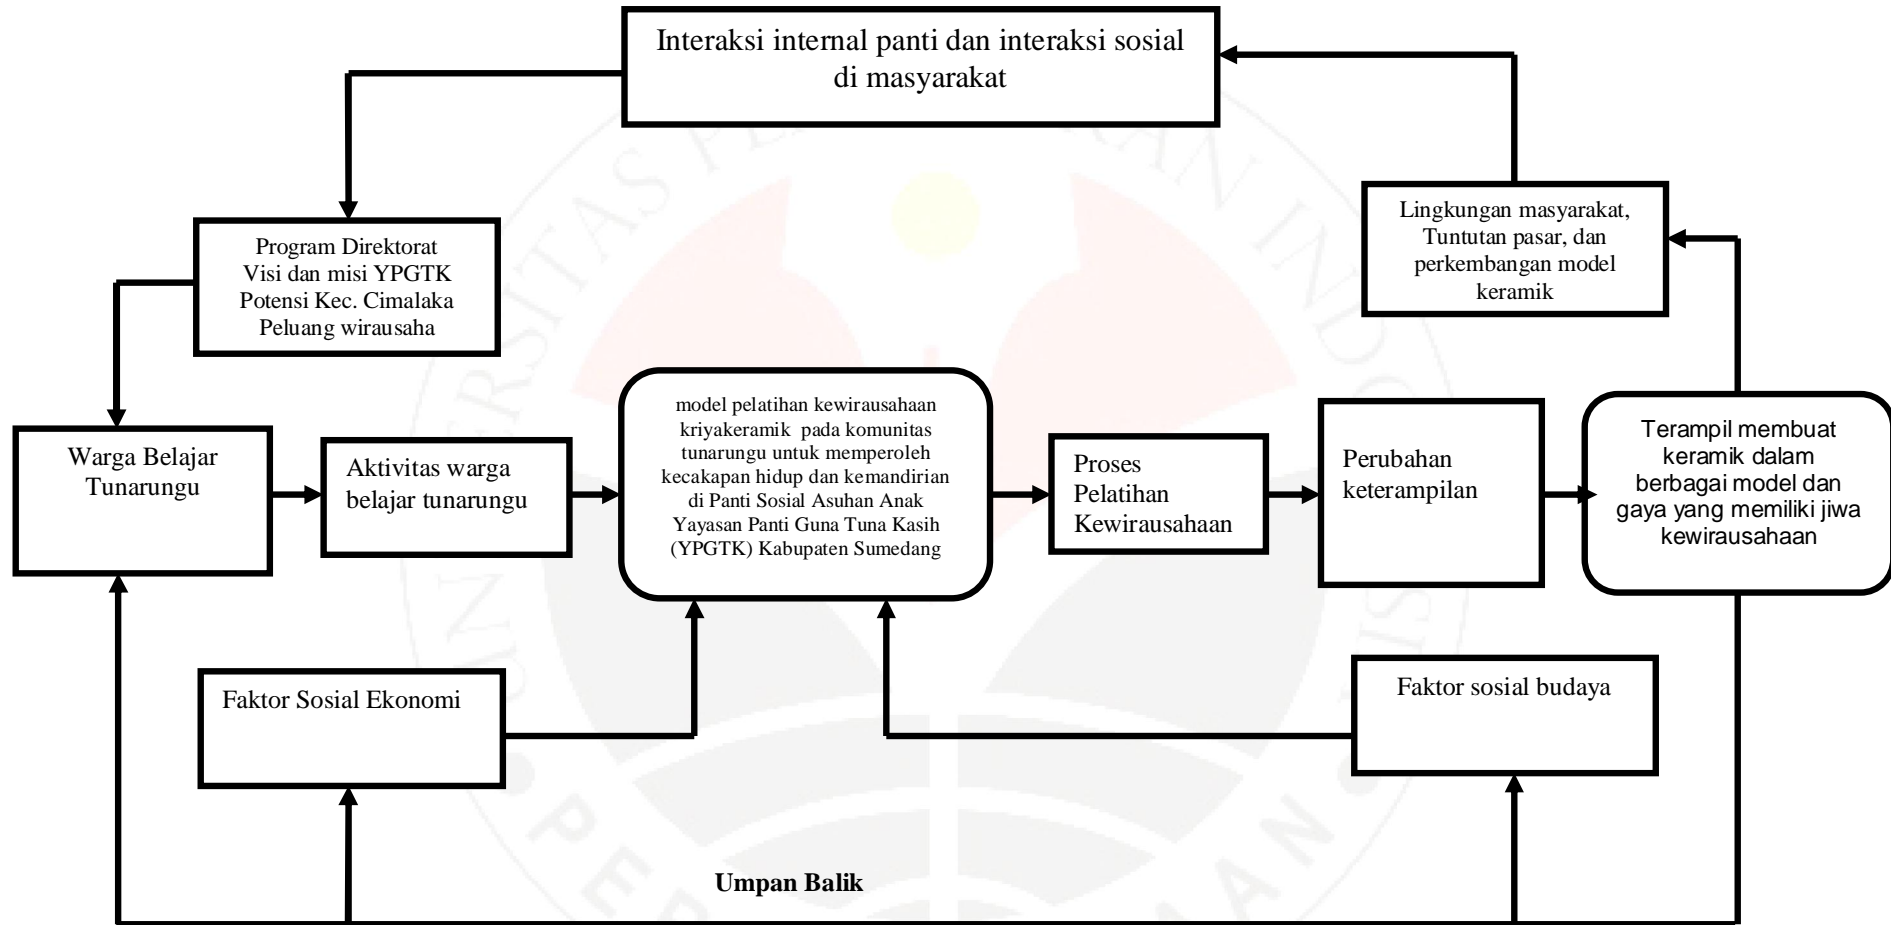 Interaksi internal panti dan interaksi sosial
di masyarakat
Lingkungan masyarakat,
Tuntutan pasar, dan
perkembangan model
keramik
Program Direktorat
Visi dan misi YPGTK
Potensi Kec. Cimalaka
Peluang wirausaha
Warga Belajar
Tunarungu
Aktivitas warga
belajar tunarungu
model pelatihan kewirausahaan
kriyakeramik pada komunitas
tunarungu untuk memperoleh
kecakapan hidup dan kemandirian
di Panti Sosial Asuhan Anak
Yayasan Panti Guna Tuna Kasih
(YPGTK) Kabupaten Sumedang
Proses
Pelatihan
Kewirausahaan
Perubahan
keterampilan
Terampil membuat
keramik dalam
berbagai model dan
gaya yang memiliki jiwa
kewirausahaan
Faktor Sosial Ekonomi
Faktor sosial budaya
Umpan Balik